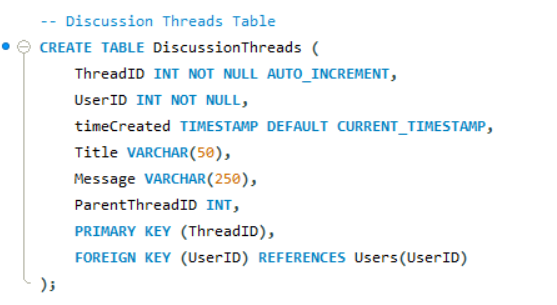 -- Discussion Threads Table
CREATE TABLE DiscussionThreads (
ThreadID INT NOT NULL AUTO_INCREMENT,
UserID INT NOT NULL,
timeCreated TIMESTAMP DEFAULT CURRENT_TIMESTAMP,
Title VARCHAR(50),
Message VARCHAR(250),
ParentThreadID INT,
PRIMARY KEY (ThreadID),
FOREIGN KEY (UserID) REFERENCES Users(UserID)
);